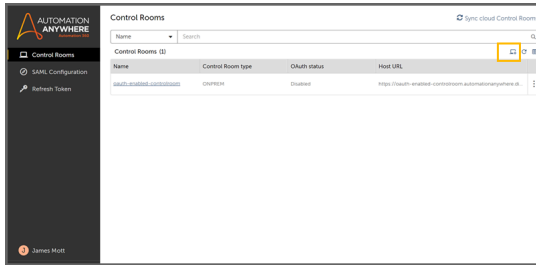 AUTOMATION
ANYWHERE
Automation 360
Control Rooms
SAML Configuration
Refresh Token
J James Mott
Control Rooms
Sync cloud Control Room
Name
Search
Control Rooms (1)
Name Control Room type OAuth status Host URL
oauth-enabled-controlroom ONPREM Disabled https://oauth-enabled-controlroom.automationanywhere.di...